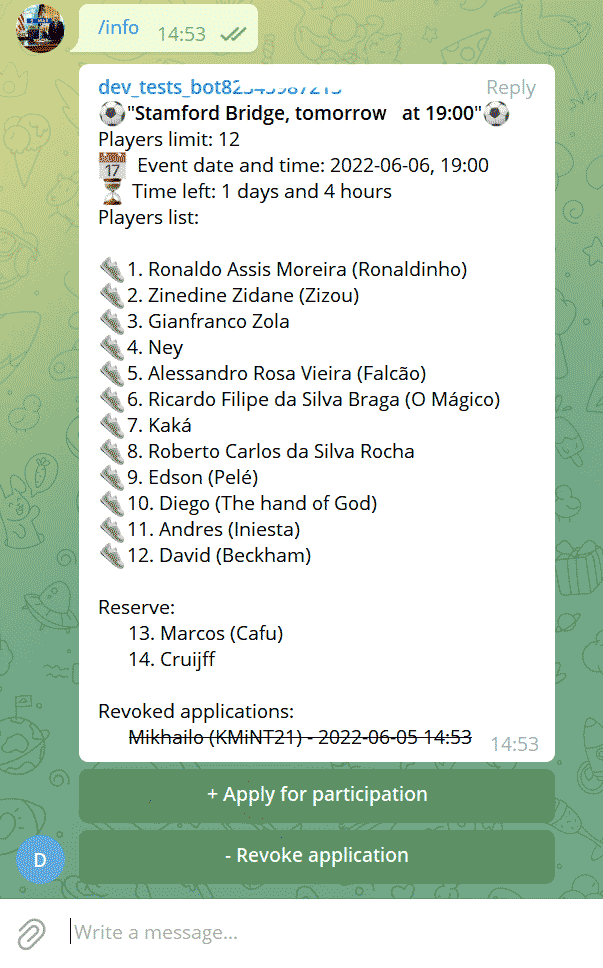 /info 14:53
Reply
"Stamford Bridge, tomorrow at 19:00"
Players limit: 12
17 Event date and time: 2022-06-06, 19:00
Time left: 1 days and 4 hours
Players list:
1. Ronaldo Assis Moreira (Ronaldinho)
2. Zinedine Zidane (Zizou)
3. Gianfranco Zola
4. Ney
5. Alessandro Rosa Vieira (Falcão)
6. Ricardo Filipe da Silva Braga (O Mágico)
7. Kaká
8. Roberto Carlos da Silva Rocha
9. Edson (Pelé)
10. Diego (The hand of God)
11. Andres (Iniesta)
12. David (Beckham)
Reserve:
13. Marcos (Cafu)
14. Cruijff
Revoked applications:
Mikhailo (KMiNT21) - 2022-06-05 14:53
14:53
+ Apply for participation
- Revoke application
D
Write a message...